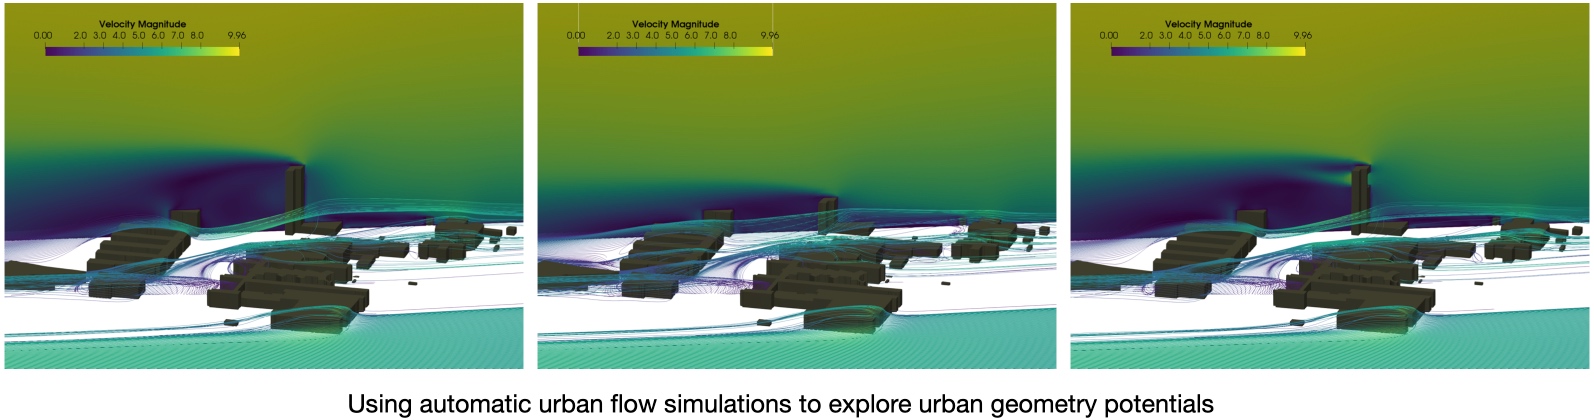 Velocity Magnitude
0.00 2.0 3.0 4.0 5.0 6.0 7.0 8.0 9.96
Velocity Magnitude
0.00 2.0 3.0 4.0 5.0 6.0 7.0 8.0 9.96
Velocity Magnitude
0.00 2.0 3.0 4.0 5.0 6.0 7.0 8.0 9.96
Using automatic urban flow simulations to explore urban geometry potentials